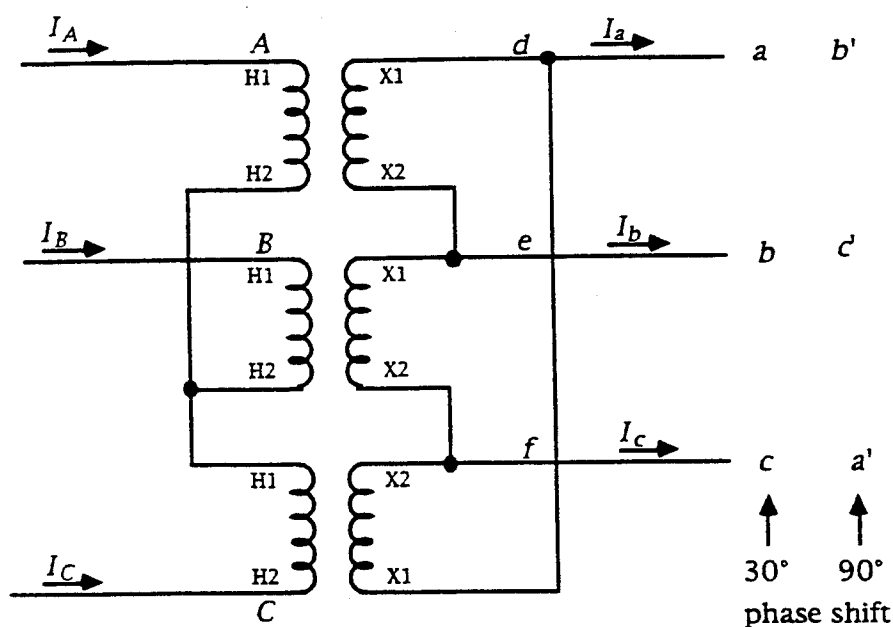 I_A A d I_a a b'
H1 X1
H2 X2
I_B B e I_b b c'
H1 X1
H2 X2
f I_c c a'
H1 X2
I_C H2 X1 30° 90°
C phase shift